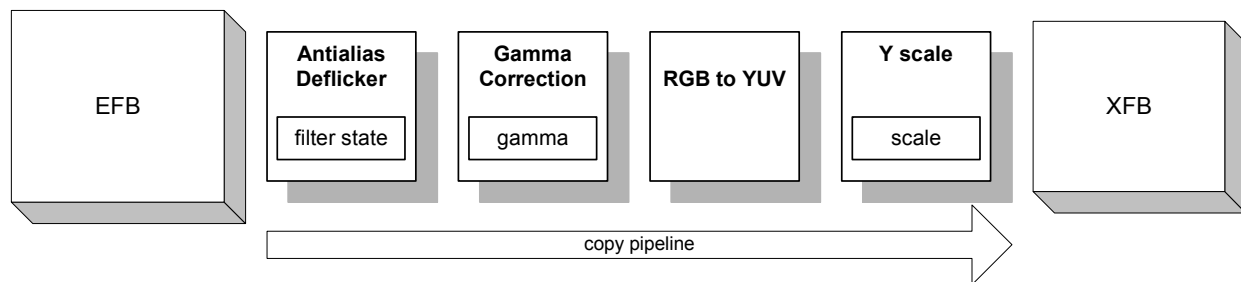 EFB
Antialias
Deflicker
filter state
Gamma
Correction
gamma
RGB to YUV
Y scale
scale
XFB
copy pipeline